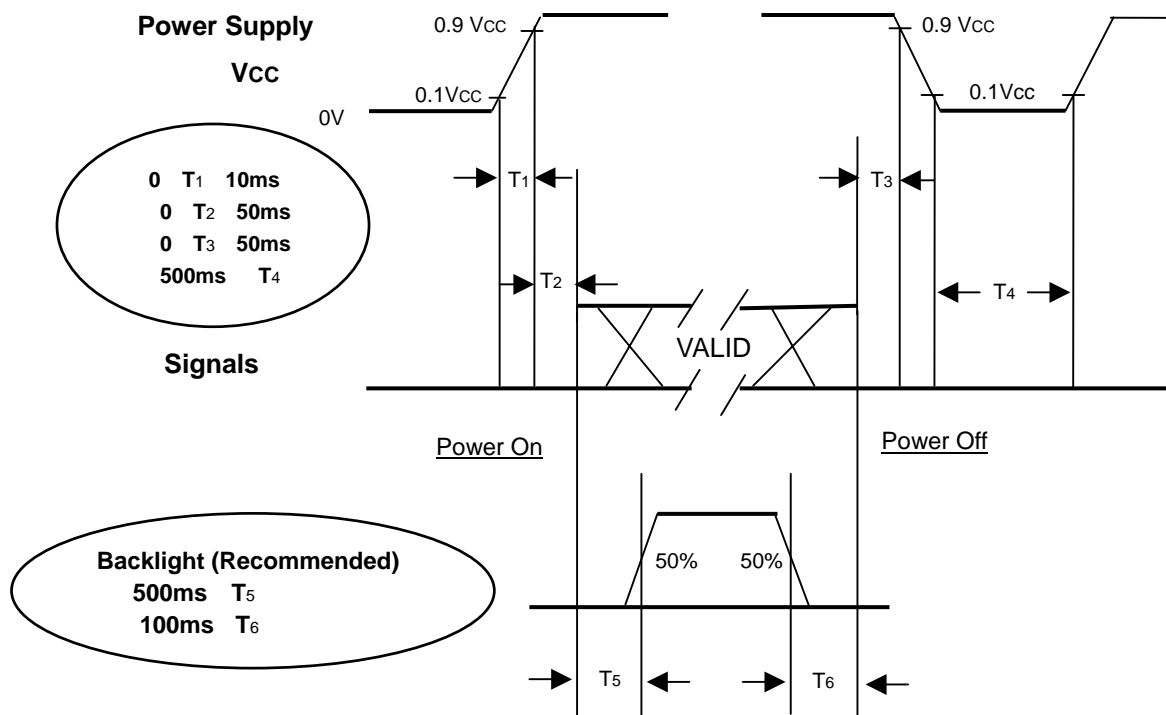 Power Supply
VCC
0.9 VCC
0.1VCC
0V
0.9 VCC
0.1Vcc
0 T1 10ms
0 T2 50ms
0 T3 50ms
500ms T4
T1
T2
T3
T4
Signals
VALID
Power On
Power Off
Backlight (Recommended)
500ms T5
100ms T6
50%
50%
T5
T6